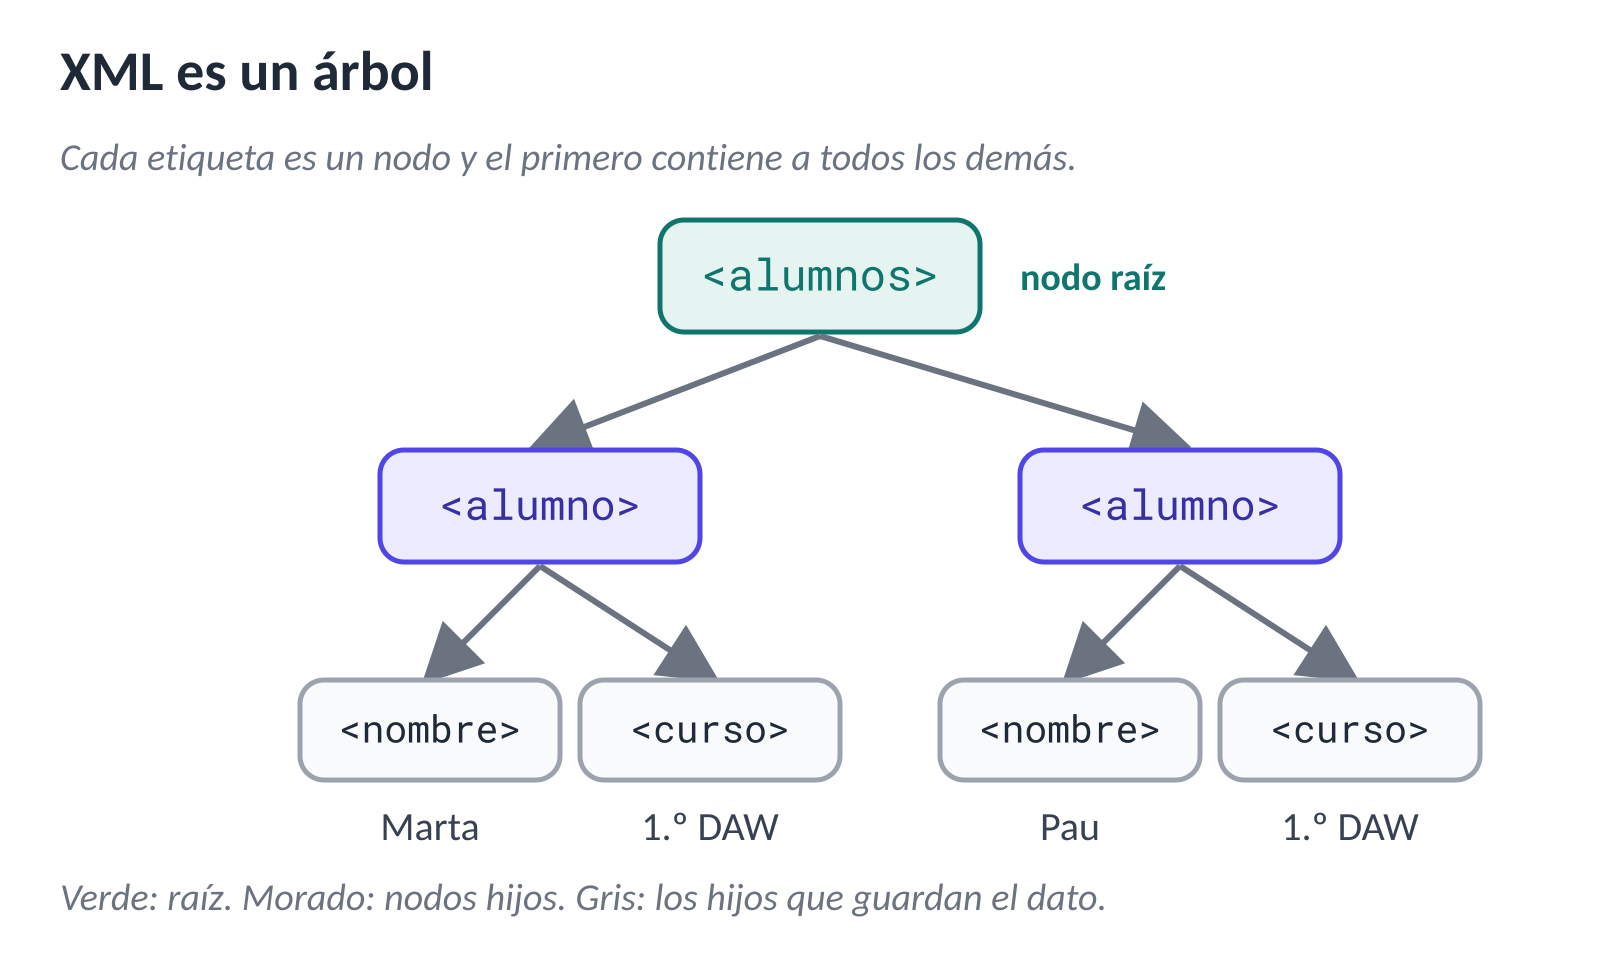 XML es un árbol
Cada etiqueta es un nodo y el primero contiene a todos los demás.
<alumnos> nodo raíz
<alumno> <alumno>
<nombre> <curso> <nombre> <curso>
Marta 1.º DAW Pau 1.º DAW
Verde: raíz. Morado: nodos hijos. Gris: los hijos que guardan el dato.